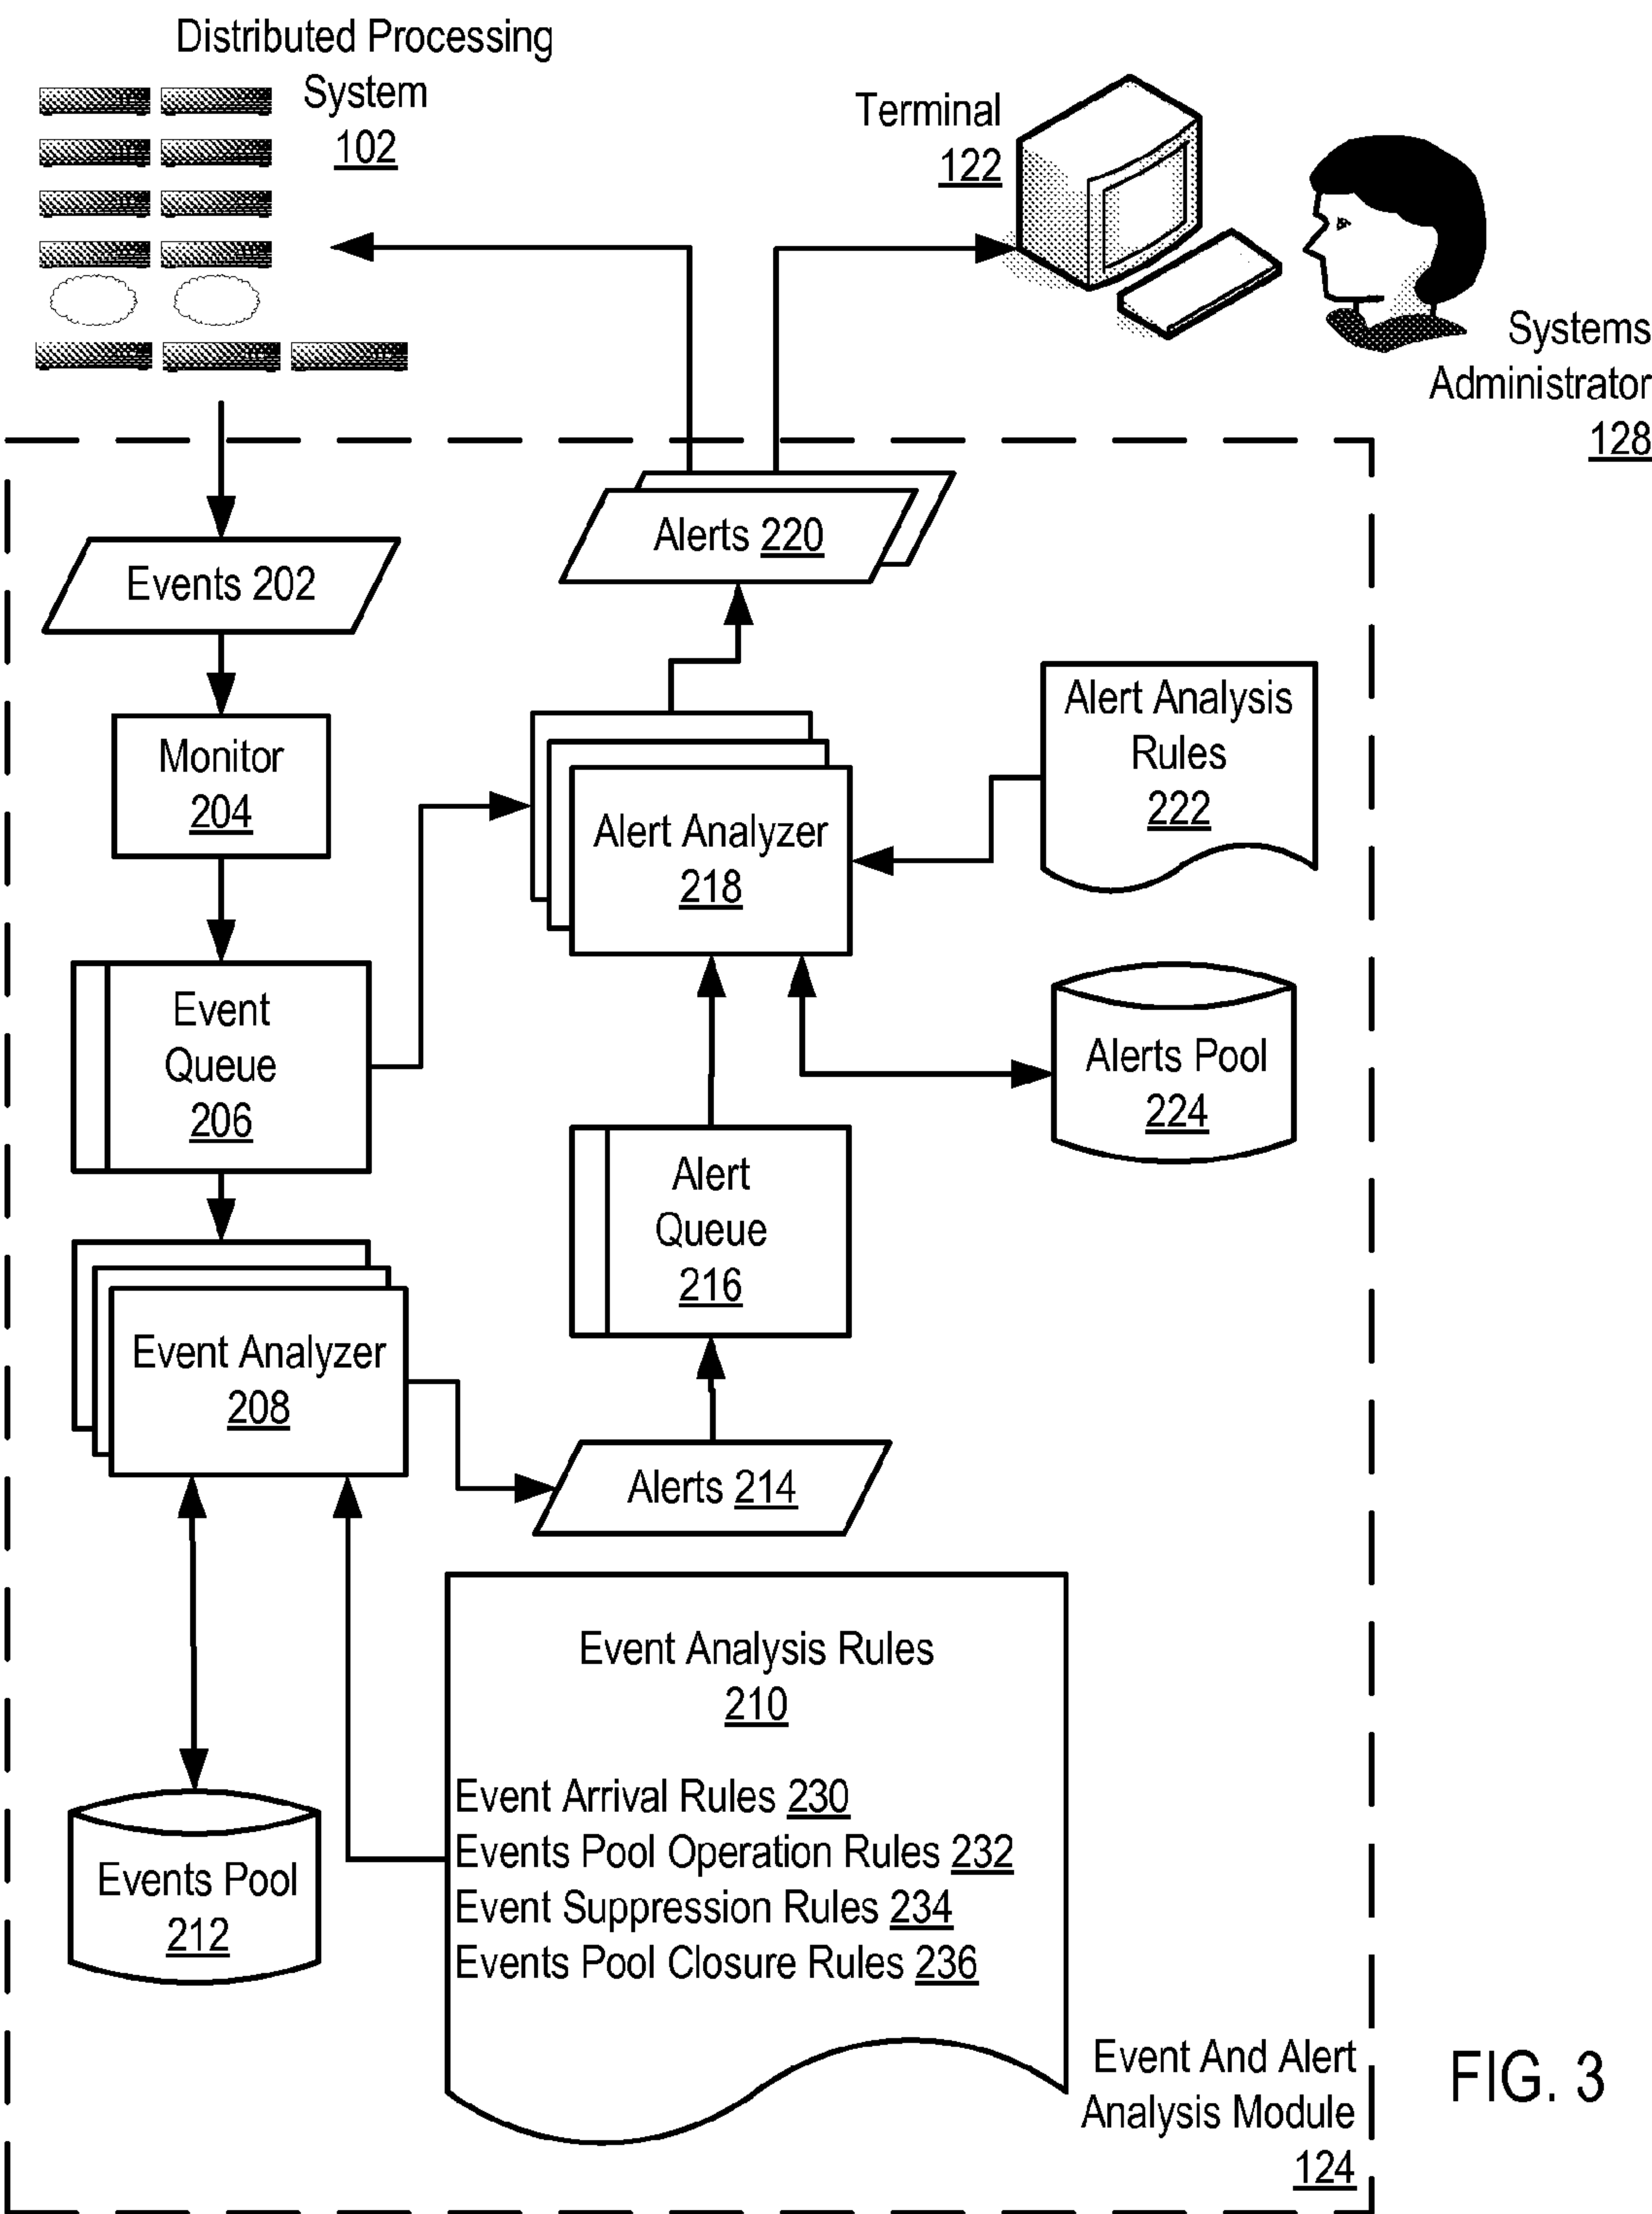 Distributed Processing
System
102
Terminal
122
Systems
Administrator
128
Alerts 220
Events 202
Monitor
204
Alert Analysis
Rules
222
Alert Analyzer
218
Event
Queue
206
Alerts Pool
224
Alert
Queue
216
Event Analyzer
208
Alerts 214
Event Analysis Rules
210
Event Arrival Rules 230
Events Pool Operation Rules 232
Event Suppression Rules 234
Events Pool Closure Rules 236
Events Pool
212
Event And Alert
Analysis Module
124
FIG. 3